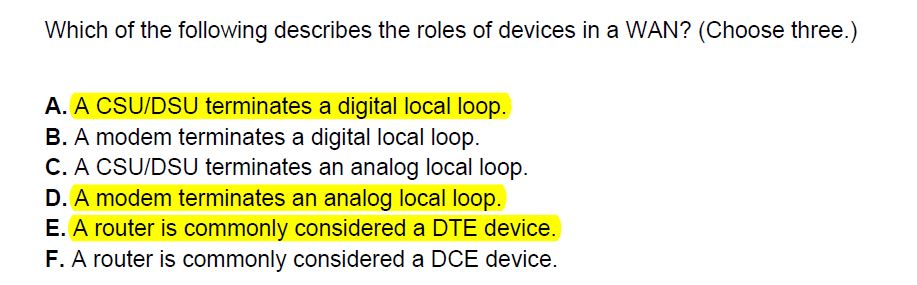 Which of the following describes the roles of devices in a WAN? (Choose three.)
A. A CSU/DSU terminates a digital local loop.
B. A modem terminates a digital local loop.
C. A CSU/DSU terminates an analog local loop.
D. A modem terminates an analog local loop.
E. A router is commonly considered a DTE device.
F. A router is commonly considered a DCE device.